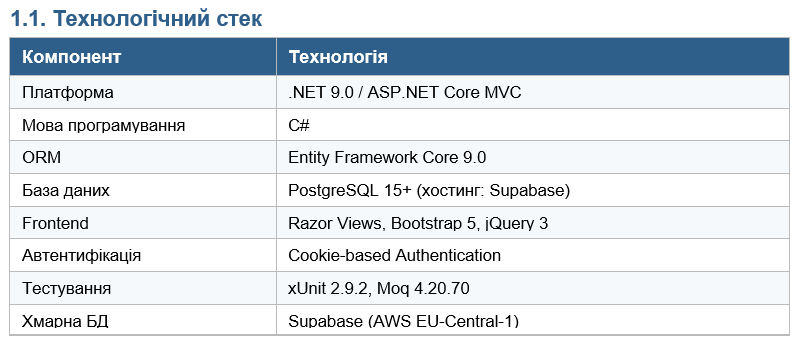 1.1. Технологічний стек
Компонент Технологія
Платформа .NET 9.0 / ASP.NET Core MVC
Мова програмування C#
ORM Entity Framework Core 9.0
База даних PostgreSQL 15+ (хостинг: Supabase)
Frontend Razor Views, Bootstrap 5, jQuery 3
Автентифікація Cookie-based Authentication
Тестування xUnit 2.9.2, Moq 4.20.70
Хмарна БД Supabase (AWS EU-Central-1)